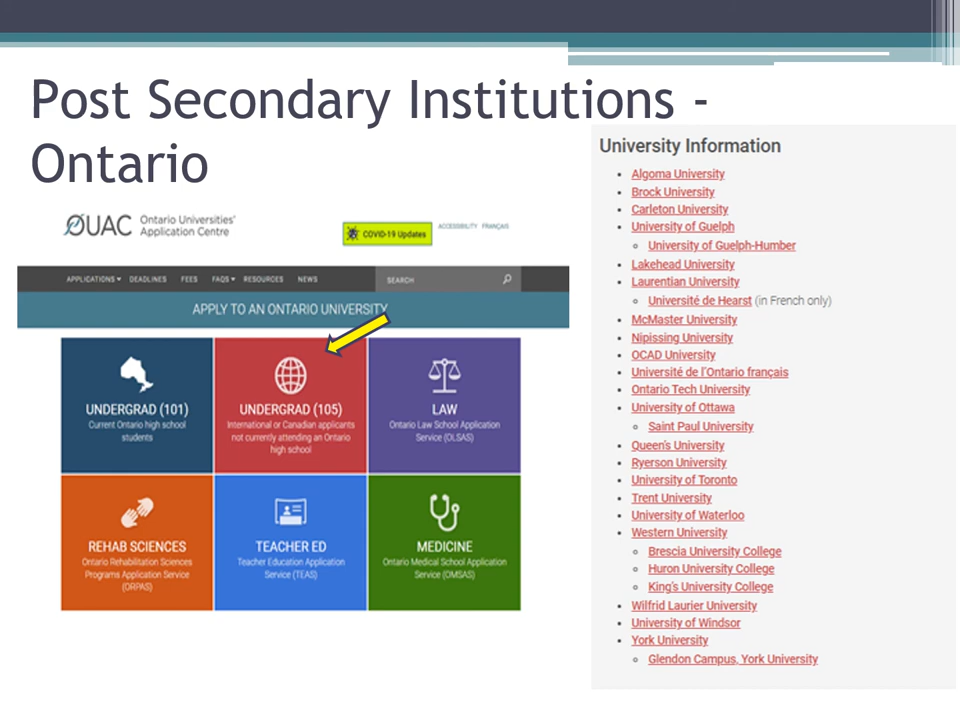 Post Secondary Institutions -
Ontario
OUAC
Ontario Universities'
Application Centre
COVID-19 Updates
ACCESSIBILITY FRANÇAIS
APPLICATIONS DEADLINES FEES FAQS RESOURCES NEWS
SEARCH
APPLY TO AN ONTARIO UNIVERSITY
UNDERGRAD (101)
Current Ontario high school
students
UNDERGRAD (105)
International or Canadian applicants
not currently attending an Ontario
high school
LAW
Ontario Law School Application
Service (OLSAS)
REHAB SCIENCES
Ontario Rehabilitation Sciences
Programs Application Service
(ORPAS)
TEACHER ED
Teacher Education Application
Service (TEAS)
MEDICINE
Ontario Medical School Application
Service (OMSAS)
University Information
Algoma University
Brock University
Carleton University
University of Guelph
University of Guelph-Humber
Lakehead University
Laurentian University
Université de Hearst (in French only)
McMaster University
Nipissing University
OCAD University
Université de l'Ontario français
Ontario Tech University
University of Ottawa
Saint Paul University
Queen's University
Ryerson University
University of Toronto
Trent University
University of Waterloo
Western University
Brescia University College
Huron University College
King's University College
Wilfrid Laurier University
University of Windsor
York University
Glendon Campus, York University